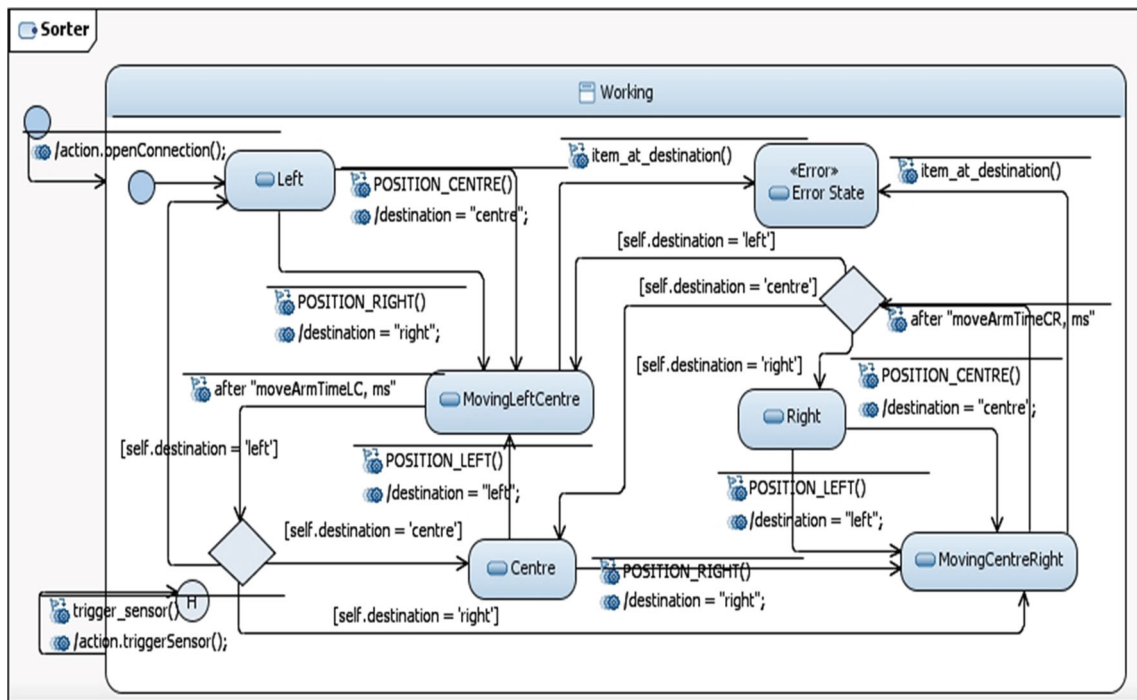 Sorter
Working
/action.openConnection();
Left
POSITION_CENTRE()
/destination = "centre";
item_at_destination()
«Error»
Error State
item_at_destination()
[self.destination = 'left']
[self.destination = 'centre']
POSITION_RIGHT()
/destination = "right";
after "moveArmTimeCR, ms"
[self.destination = 'right']
after "moveArmTimeLC, ms"
MovingLeftCentre
POSITION_CENTRE()
/destination = "centre';
Right
[self.destination = 'left']
POSITION_LEFT()
/destination = "left";
POSITION_LEFT()
/destination = "left";
[self.destination = 'centre']
Centre
POSITION_RIGHT()
/destination = "right";
MovingCentreRight
H
trigger_sensor()
/action.triggerSensor();
[self.destination = 'right']